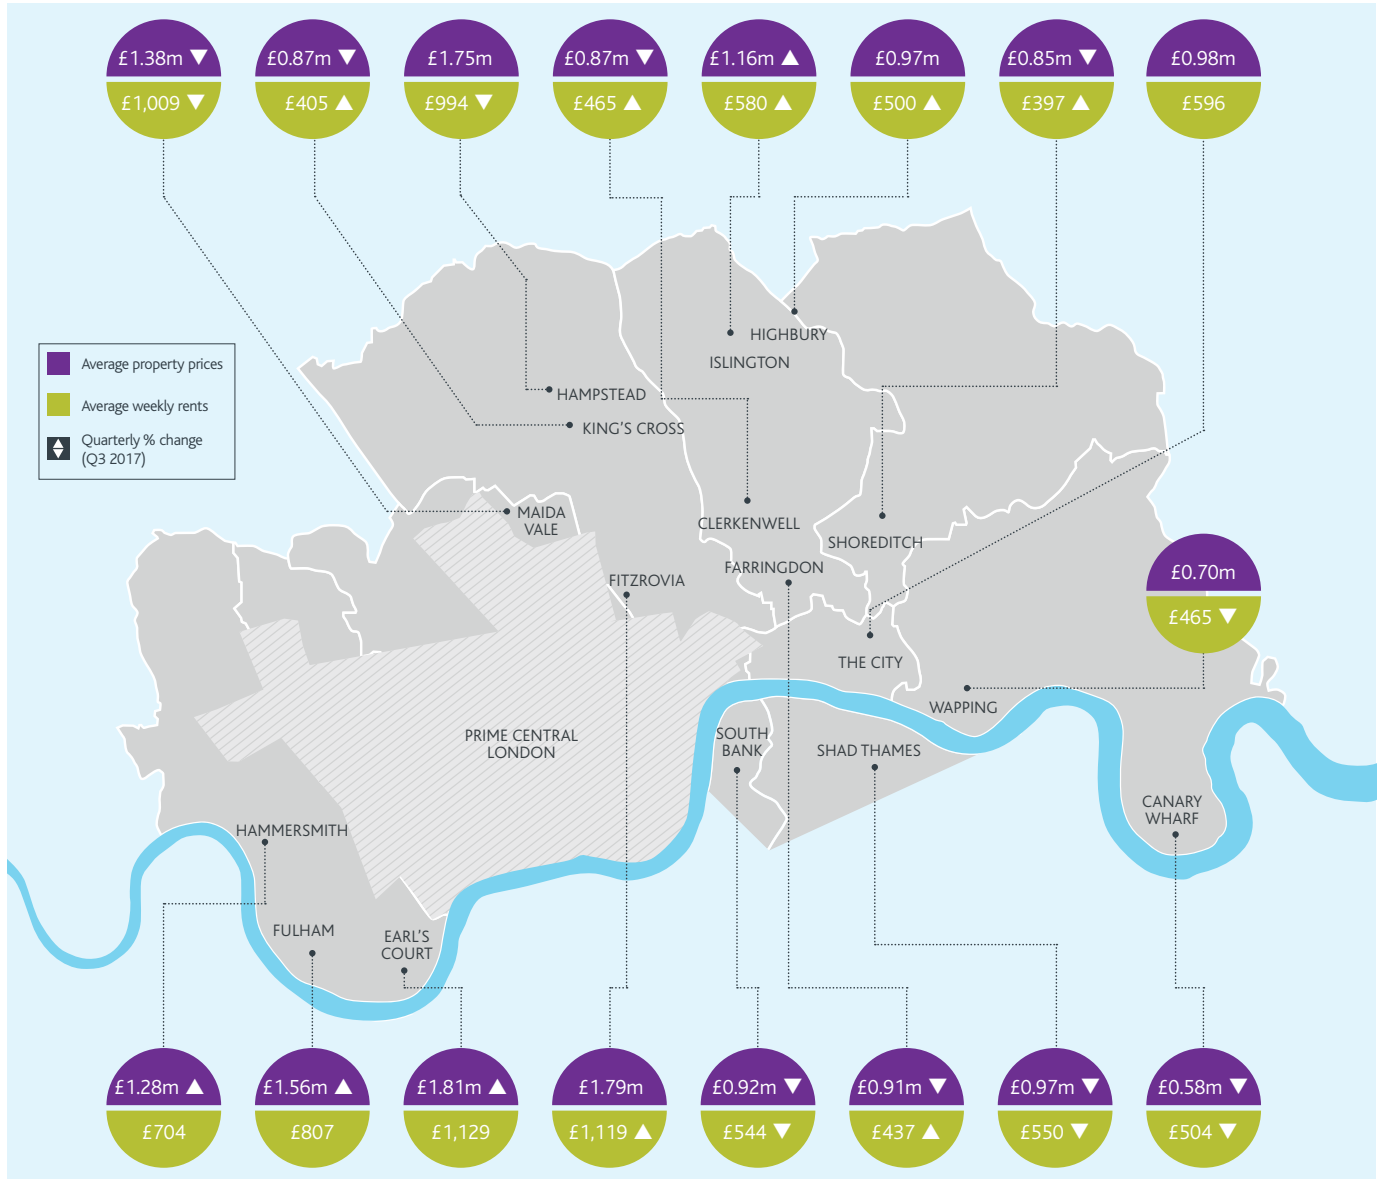 £1.38m ▼
£1,009 ▼
£0.87m ▼
£405 ▲
£1.75m
£994 ▼
£0.87m ▼
£465 ▲
£1.16m ▲
£580 ▲
£0.97m
£500 ▲
£0.85m ▼
£397 ▲
£0.98m
£596
Average property prices
Average weekly rents
Quarterly % change
(Q3 2017)
HIGHBURY
ISLINGTON
HAMPSTEAD
KING'S CROSS
MAIDA
VALE
CLERKENWELL
SHOREDITCH
FARRINGDON
FITZROVIA
£0.70m
£465 ▼
THE CITY
WAPPING
PRIME CENTRAL
LONDON
SOUTH
BANK
SHAD THAMES
CANARY
WHARF
HAMMERSMITH
FULHAM
EARL'S
COURT
£1.28m ▲
£704
£1.56m ▲
£807
£1.81m ▲
£1,129
£1.79m
£1,119 ▲
£0.92m ▼
£544 ▼
£0.91m ▼
£437 ▲
£0.97m ▼
£550 ▼
£0.58m ▼
£504 ▼